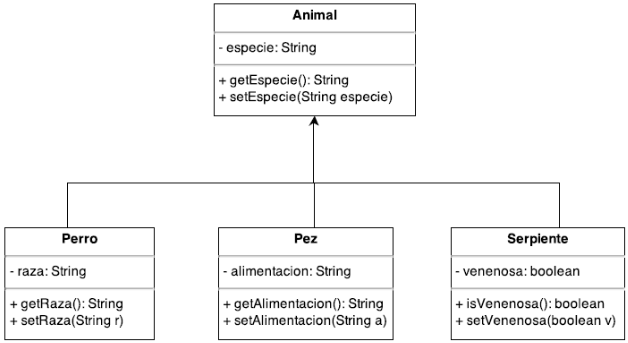 Animal
- especie: String
+ getEspecie(): String
+ setEspecie(String especie)
Perro
- raza: String
+ getRaza(): String
+ setRaza(String r)
Pez
- alimentacion: String
+ getAlimentacion(): String
+ setAlimentacion(String a)
Serpiente
- venenosa: boolean
+ isVenenosa(): boolean
+ setVenenosa(boolean v)